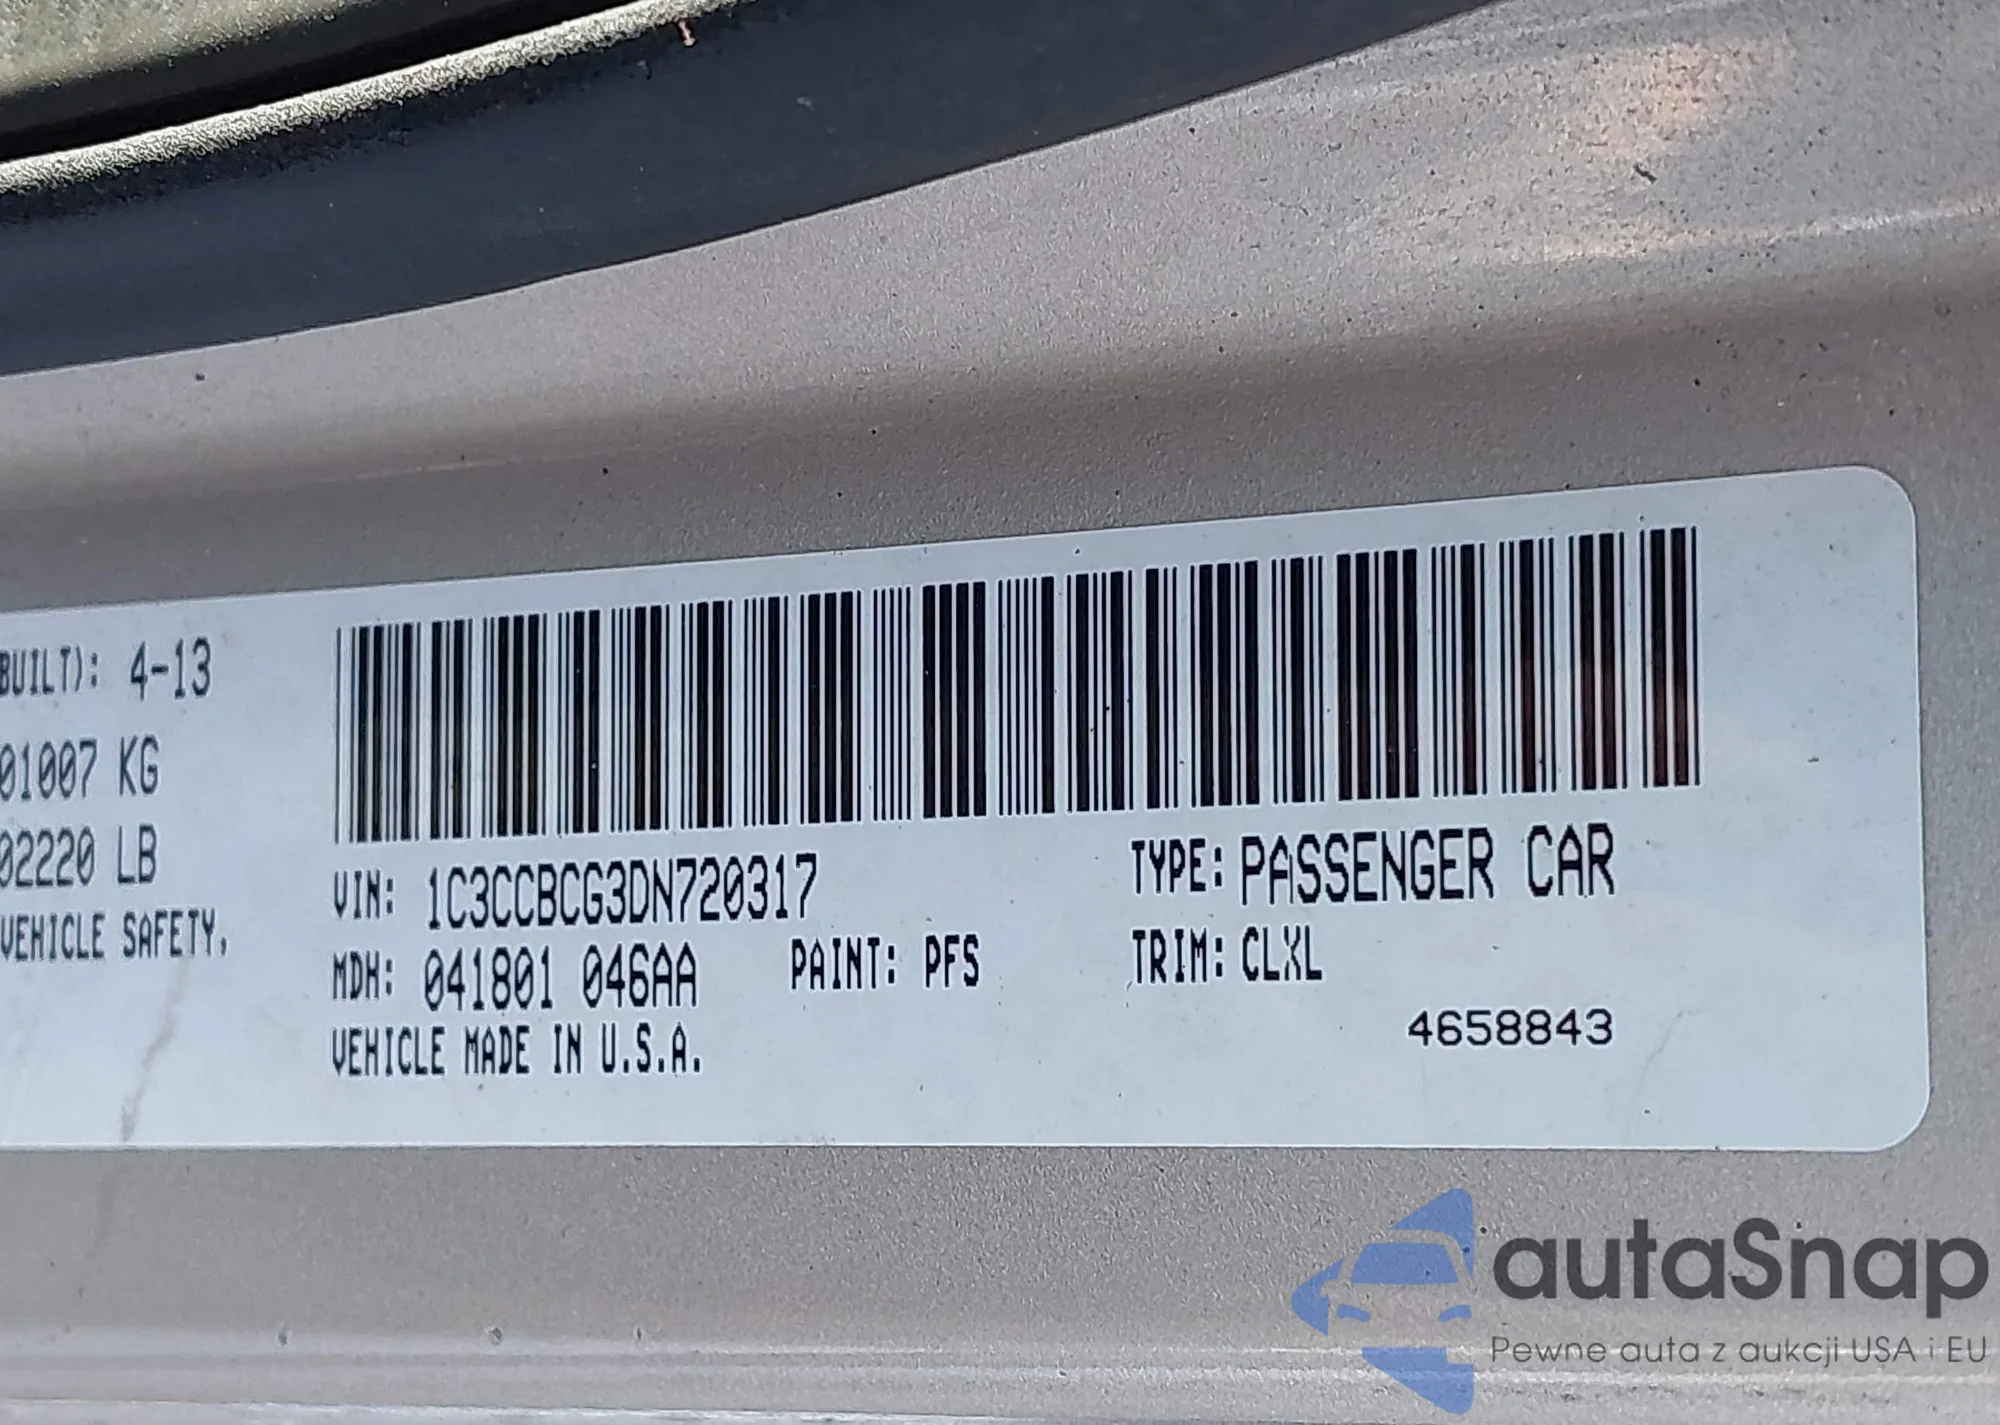 BUILT): 4-13
01007 KG
02220 LB
VEHICLE SAFETY,
VIN: 1C3CCBCG3DN720317
TYPE: PASSENGER CAR
MDH: 041801 046AA
PAINT: PFS
TRIM: CLXL
VEHICLE MADE IN U.S.A.
4658843
autaSnap
Pewne auta z aukcji USA i EU